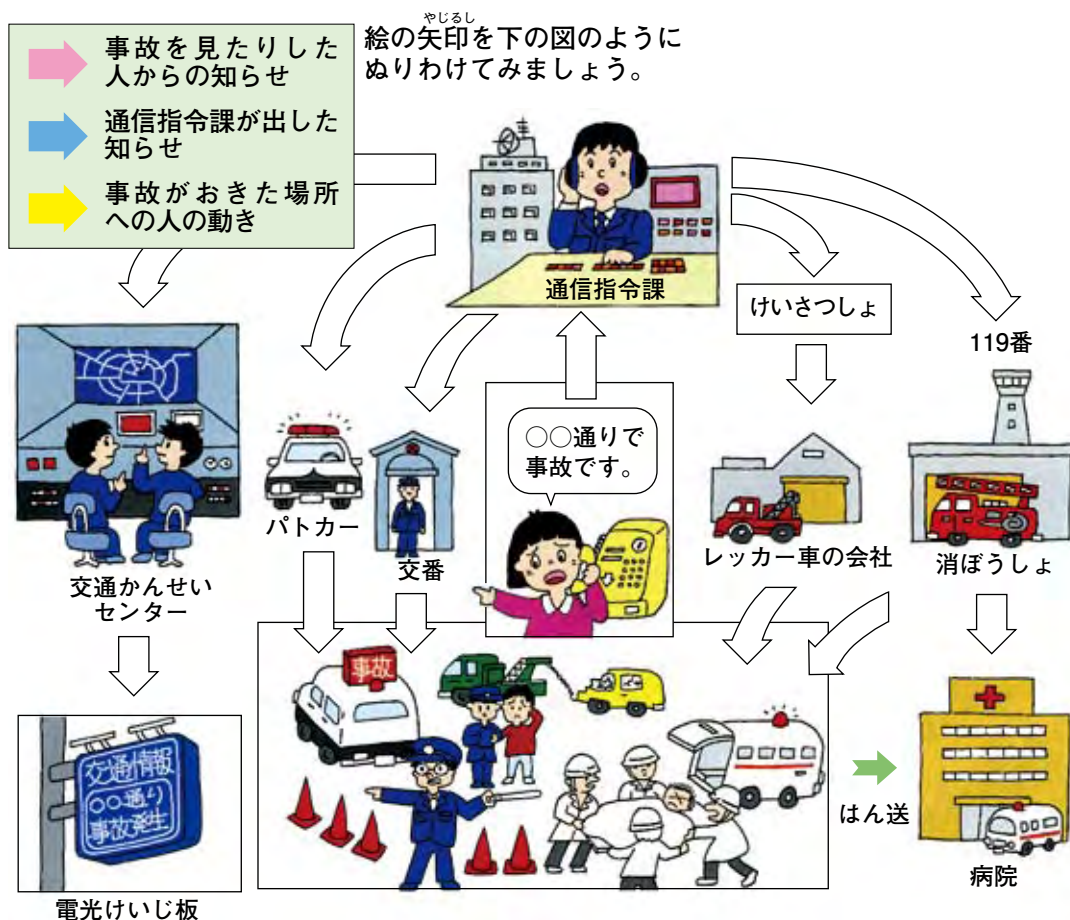 事故を見たりした
人からの知らせ
通信指令課が出した
知らせ
事故がおきた場所
への人の動き
やじるし
絵の矢印を下の図のように
ぬりわけてみましょう。
通信指令課
けいさつしょ
119番
○○通りで
事故です。
パトカー
交番
レッカー車の会社
消ぼうしょ
交通かんせい
センター
事故
交通情報
○○通り
事故発生
はん送
電光けいじ板
病院